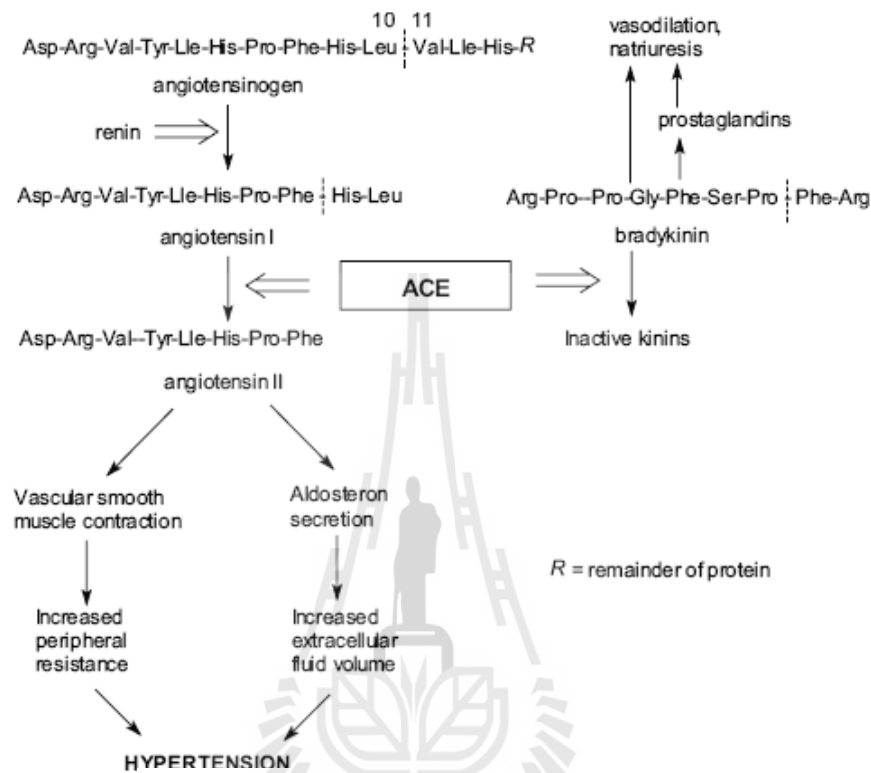 10 11
Asp-Arg-Val-Tyr-Lle-His-Pro-Phe-His-Leu-Val-Lle-His-R
angiotensinogen
renin
Asp-Arg-Val-Tyr-Lle-His-Pro-Phe-His-Leu
angiotensin I
ACE
Asp-Arg-Val--Tyr-Lle-His-Pro-Phe
angiotensin II
Vascular smooth
muscle contraction
Aldosteron
secretion
Increased
peripheral
resistance
Increased
extracellular
fluid volume
HYPERTENSION
vasodilation,
natriuresis
prostaglandins
Arg-Pro--Pro-Gly-Phe-Ser-Pro-Phe-Arg
bradykinin
Inactive kinins
R = remainder of protein